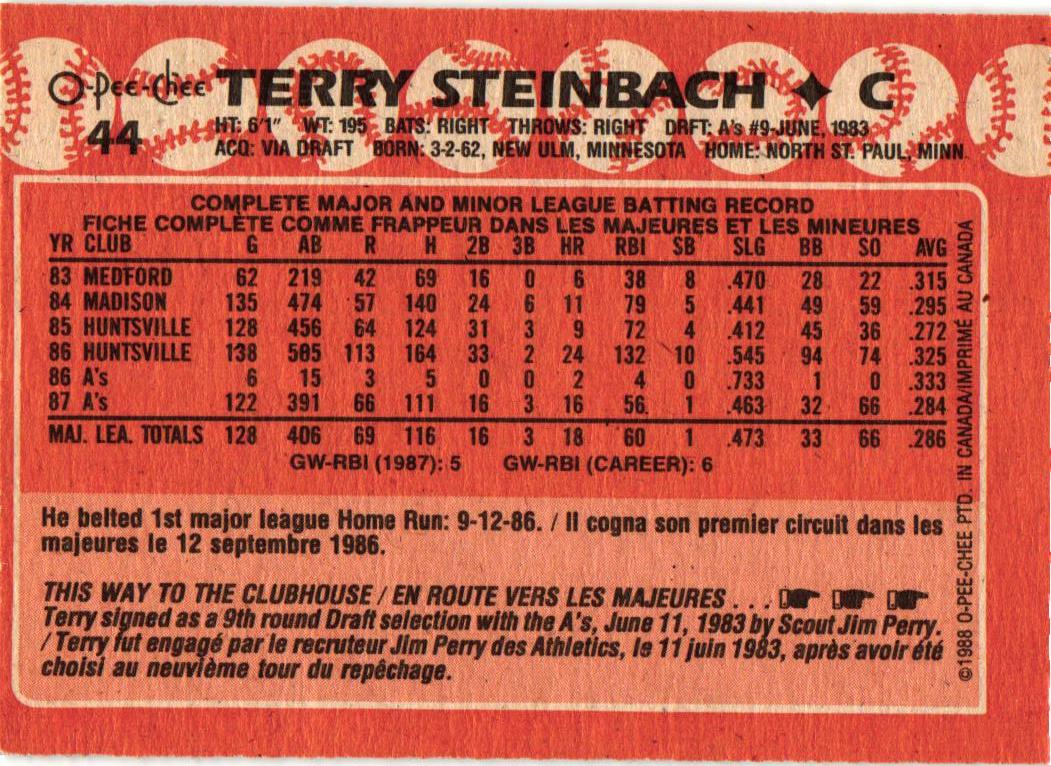 O-Pee-Chee TERRY STEINBACH ♦ C
44
HT: 6'1" WT: 195 BATS: RIGHT THROWS: RIGHT DRFT: A's #9-JUNE, 1983
ACQ: VIA DRAFT BORN: 3-2-62, NEW ULM, MINNESOTA HOME: NORTH ST. PAUL, MINN.
COMPLETE MAJOR AND MINOR LEAGUE BATTING RECORD
FICHE COMPLÈTE COMME FRAPPEUR DANS LES MAJEURES ET LES MINEURES
YR CLUB G AB R H 2B 3B HR RBI SB SLG BB SO AVG
83 MEDFORD 62 219 42 69 16 0 6 38 8 .470 28 22 .315
84 MADISON 135 474 57 140 24 6 11 79 5 .441 49 59 .295
85 HUNTSVILLE 128 456 64 124 31 3 9 72 4 .412 45 36 .272
86 HUNTSVILLE 138 505 113 164 33 2 24 132 10 .545 94 74 .325
86 A's 6 15 3 5 0 0 2 4 0 .733 1 0 .333
87 A's 122 391 66 111 16 3 16 56 1 .463 32 66 .284
MAJ. LEA. TOTALS 128 406 69 116 16 3 18 60 1 .473 33 66 .286
GW-RBI (1987): 5 GW-RBI (CAREER): 6
He belted 1st major league Home Run: 9-12-86. / Il cogna son premier circuit dans les
majeures le 12 septembre 1986.
THIS WAY TO THE CLUBHOUSE / EN ROUTE VERS LES MAJEURES . . .
Terry signed as a 9th round Draft selection with the A's, June 11, 1983 by Scout Jim Perry.
/ Terry fut engagé par le recruteur Jim Perry des Athletics, le 11 juin 1983, après avoir été
choisi au neuvième tour du repêchage.
©1988 O-PEE-CHEE PTD. IN CANADA/IMPRIMÉ AU CANADA